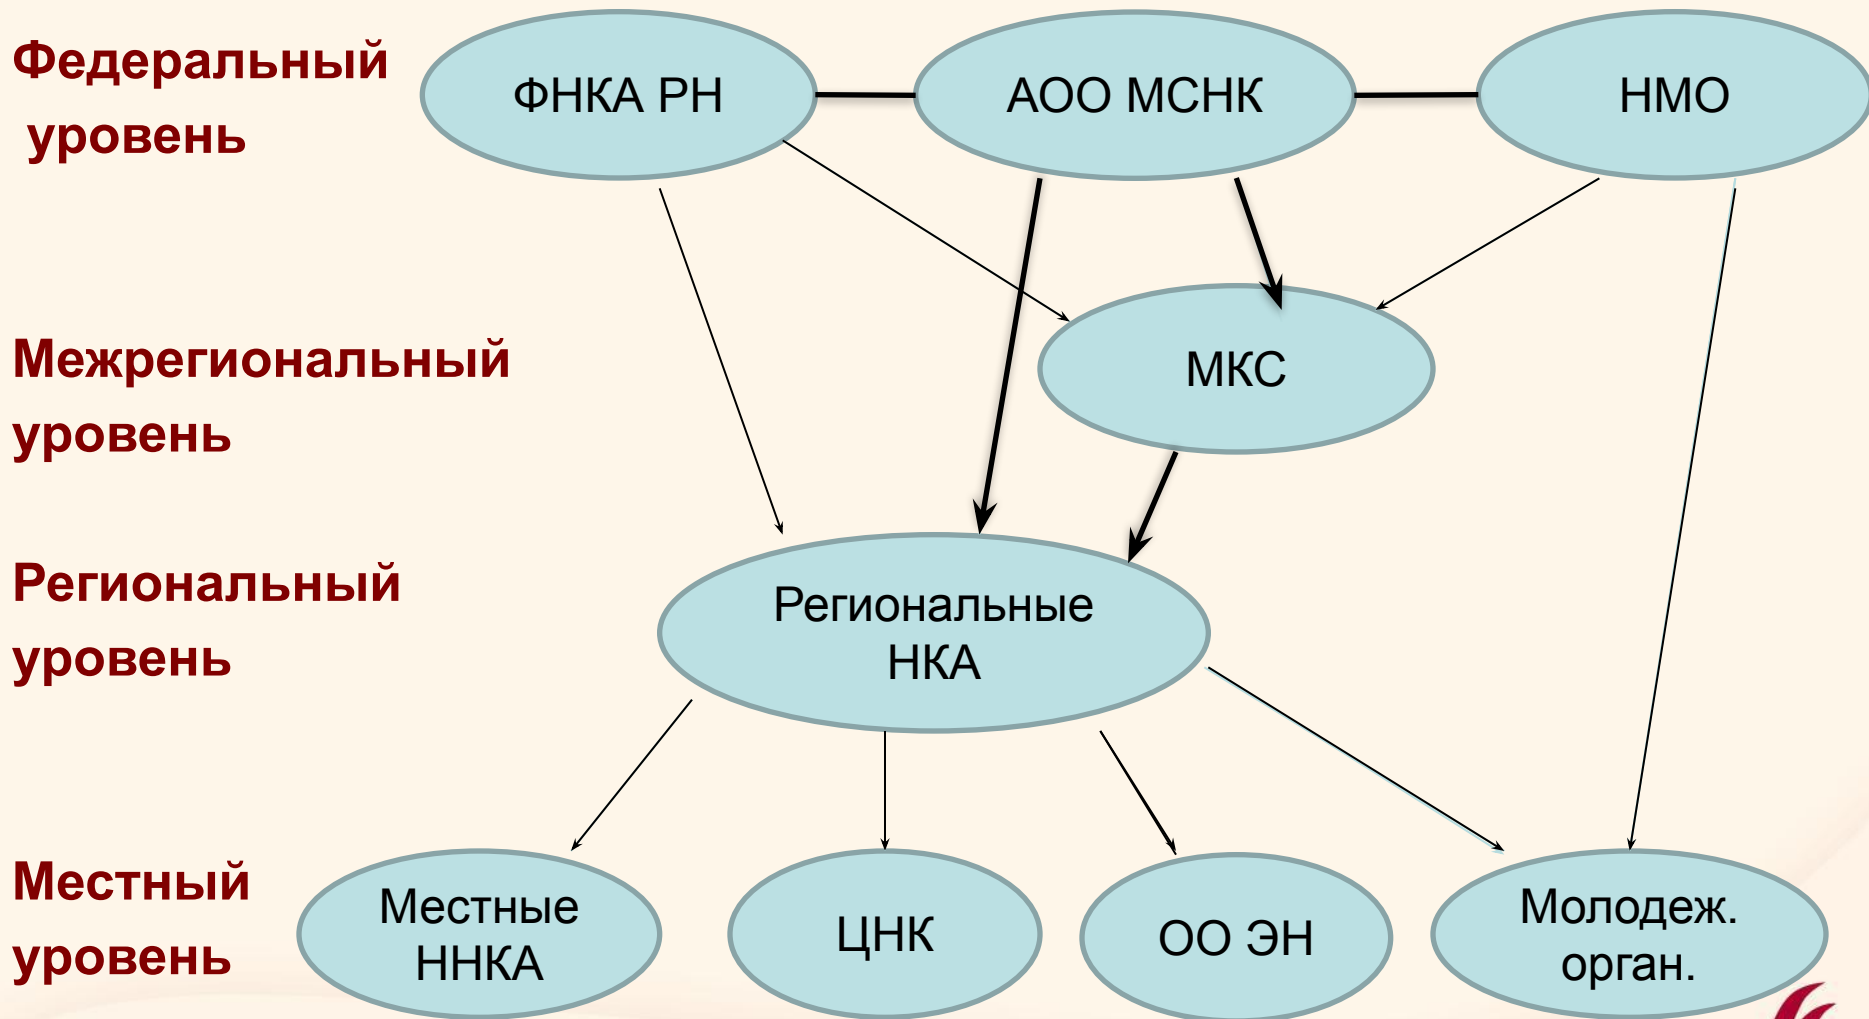 Федеральный
уровень
ФНКА РН
АОО МСНК
НМО
Межрегиональный
уровень
МКС
Региональный
уровень
Региональные
НКА
Местный
уровень
Местные
ННКА
ЦНК
ОО ЭН
Молодеж.
орган.